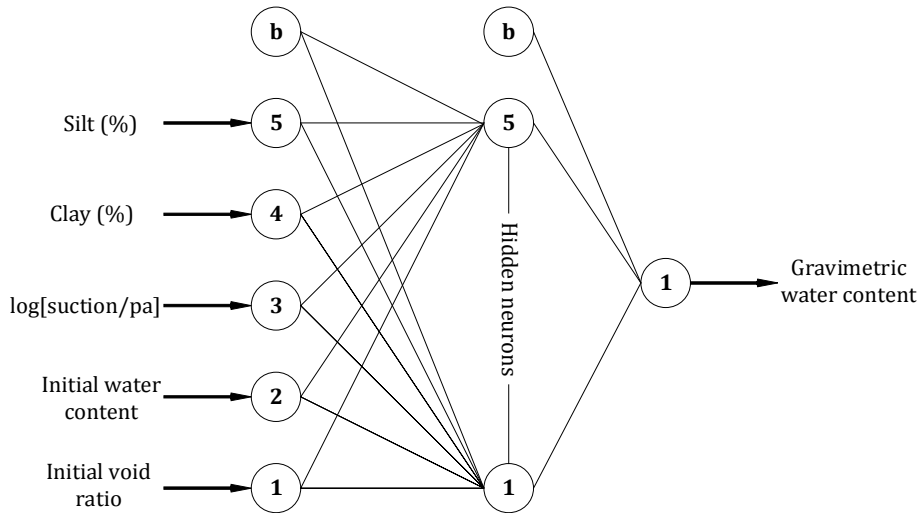 b
b
Silt (%)
5
5
Clay (%)
4
Hidden neurons
log[suction/pa]
3
1
Gravimetric
water content
Initial water
content
2
Initial void
ratio
1
1